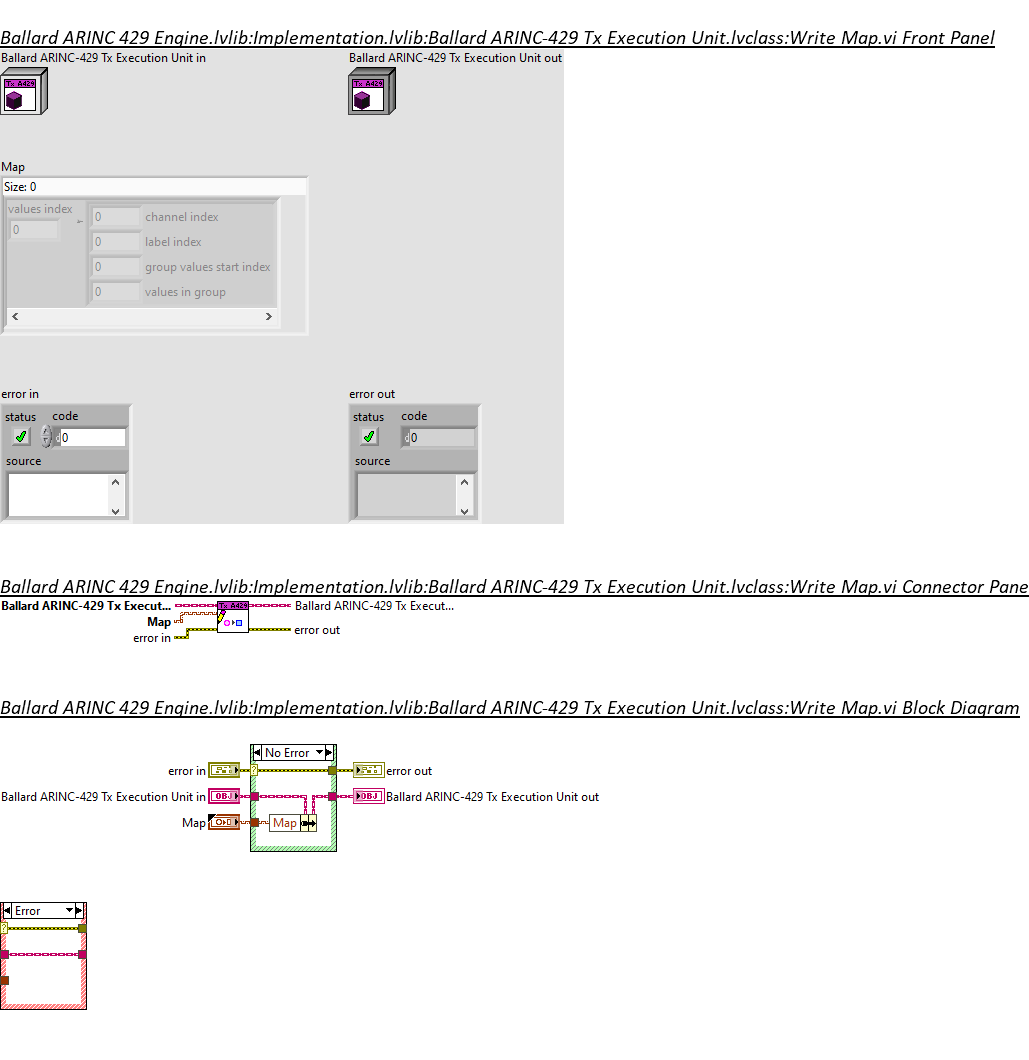 Ballard ARINC 429 Engine.lvlib:Implementation.lvlib:Ballard ARINC-429 Tx Execution Unit.lvclass:Write Map.vi Front Panel
Ballard ARINC-429 Tx Execution Unit in
Ballard ARINC-429 Tx Execution Unit out
Tx A429
Tx A429
Map
Size: 0
values index
0
0 channel index
0 label index
0 group values start index
0 values in group
error in
error out
status code
status code
d 0
d 0
source
source
Ballard ARINC 429 Engine.lvlib:Implementation.lvlib:Ballard ARINC-429 Tx Execution Unit.lvclass:Write Map.vi Connector Pane
Ballard ARINC-429 Tx Execut...
Tx A429
Ballard ARINC-429 Tx Execut...
Map
error in
error out
Ballard ARINC 429 Engine.lvlib:Implementation.lvlib:Ballard ARINC-429 Tx Execution Unit.lvclass:Write Map.vi Block Diagram
No Error
error in
?
error out
Ballard ARINC-429 Tx Execution Unit in
OBJ
OBJ
Ballard ARINC-429 Tx Execution Unit out
Map
Map
Error
?